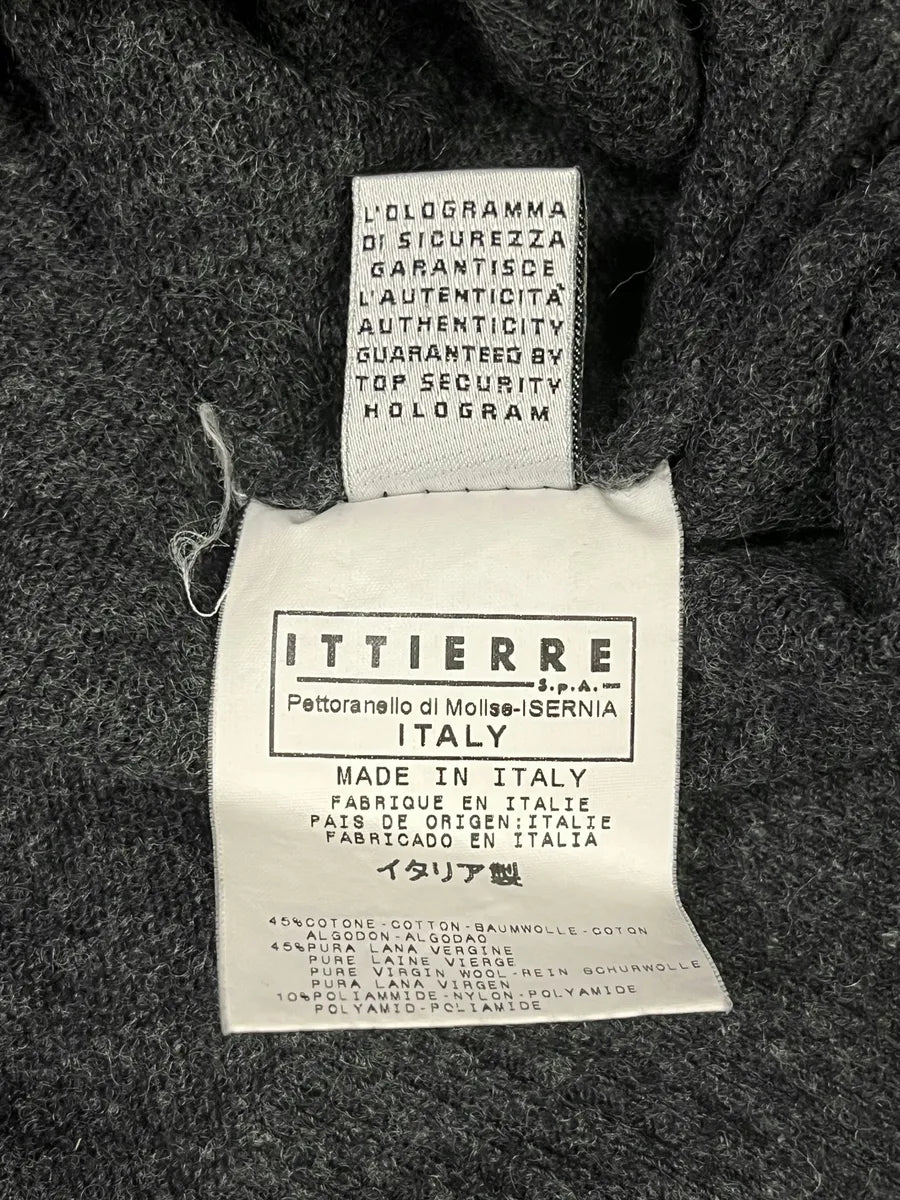 L'OLOGRAMMA
DI SICUREZZA
GARANTISCE
L'AUTENTICITÀ
AUTHENTICITY
GUARANTEED BY
TOP SECURITY
HOLOGRAM
ITTIERRE
S.p.A.
Pettoranello di Molise-ISERNIA
ITALY
MADE IN ITALY
FABRIQUE EN ITALIE
PAIS DE ORIGEN:ITALIE
FABRICADO EN ITALIA
イタリア製
45%COTONE-COTTON-BAUMWOLLE-COTON
ALGODON-ALGODAO
45%PURA LANA VERGINE
PURE LAINE VIERGE
PURE VIRGIN WOOL-REIN SCHURWOLLE
PURA LANA VIRGEN
10%POLIAMMIDE-NYLON-POLYAMIDE
POLYAMID-POLIAMIDE